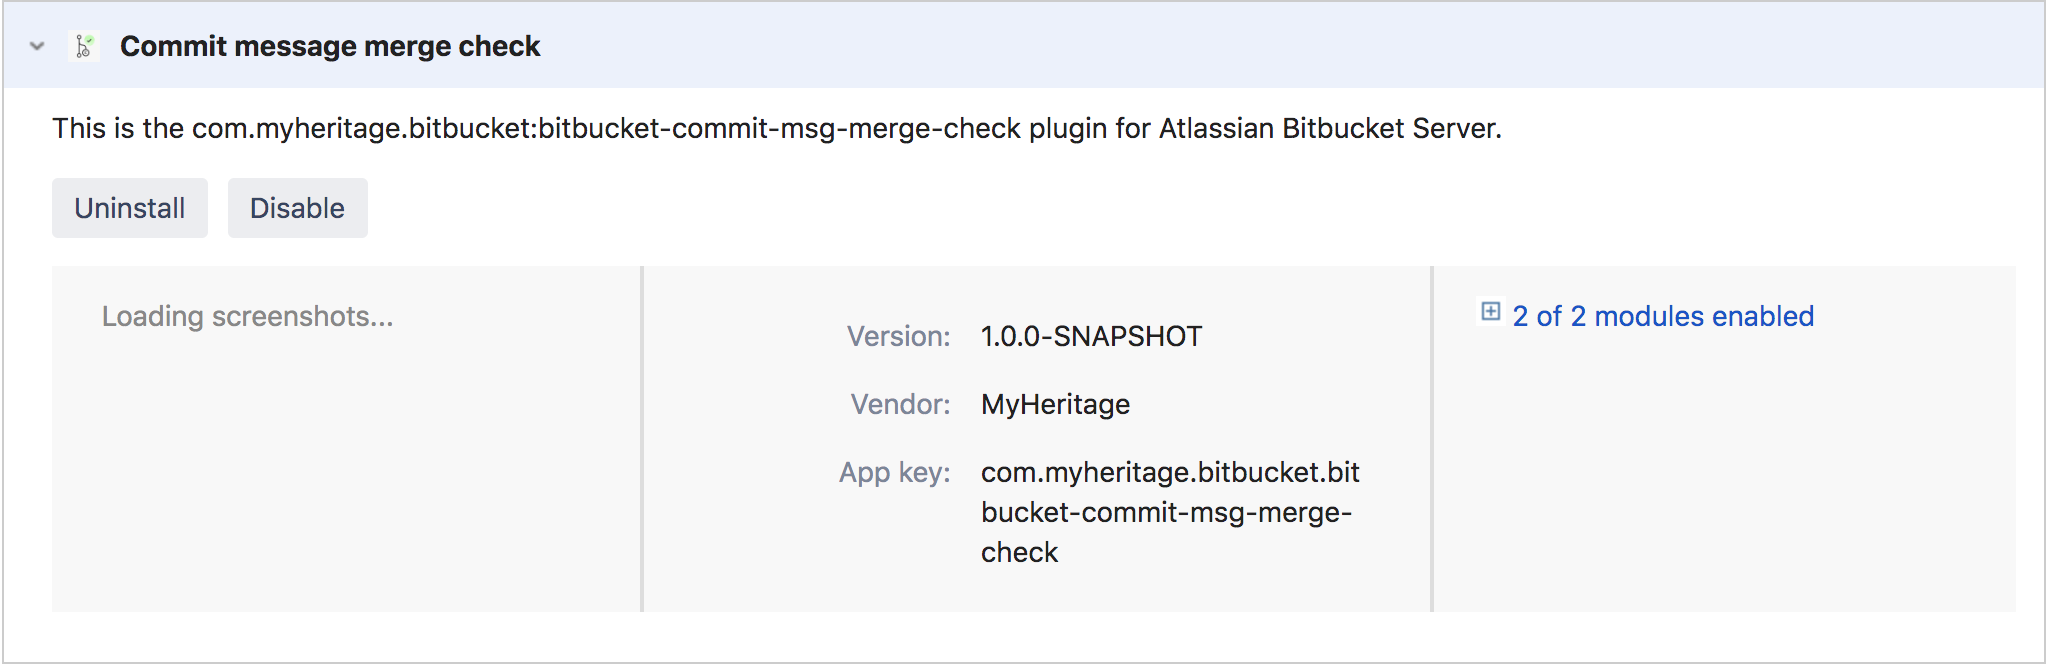 Commit message merge check
This is the com.myheritage.bitbucket:bitbucket-commit-msg-merge-check plugin for Atlassian Bitbucket Server.
Uninstall Disable
Loading screenshots...
Version: 1.0.0-SNAPSHOT
Vendor: MyHeritage
App key: com.myheritage.bitbucket.bit
bucket-commit-msg-merge-
check
2 of 2 modules enabled